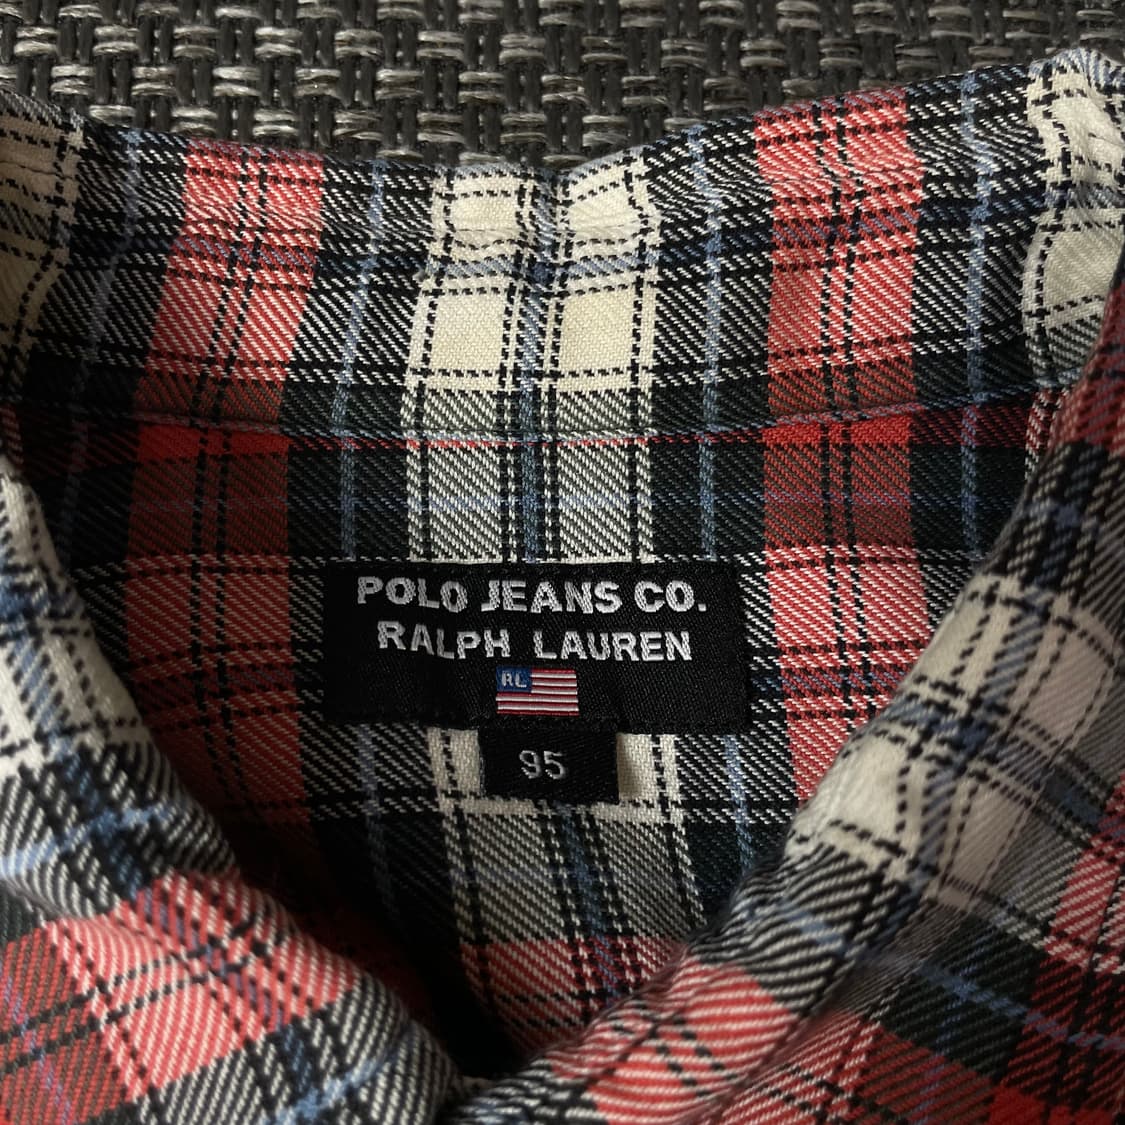 POLO JEANS CO.
RALPH LAUREN
RL
95